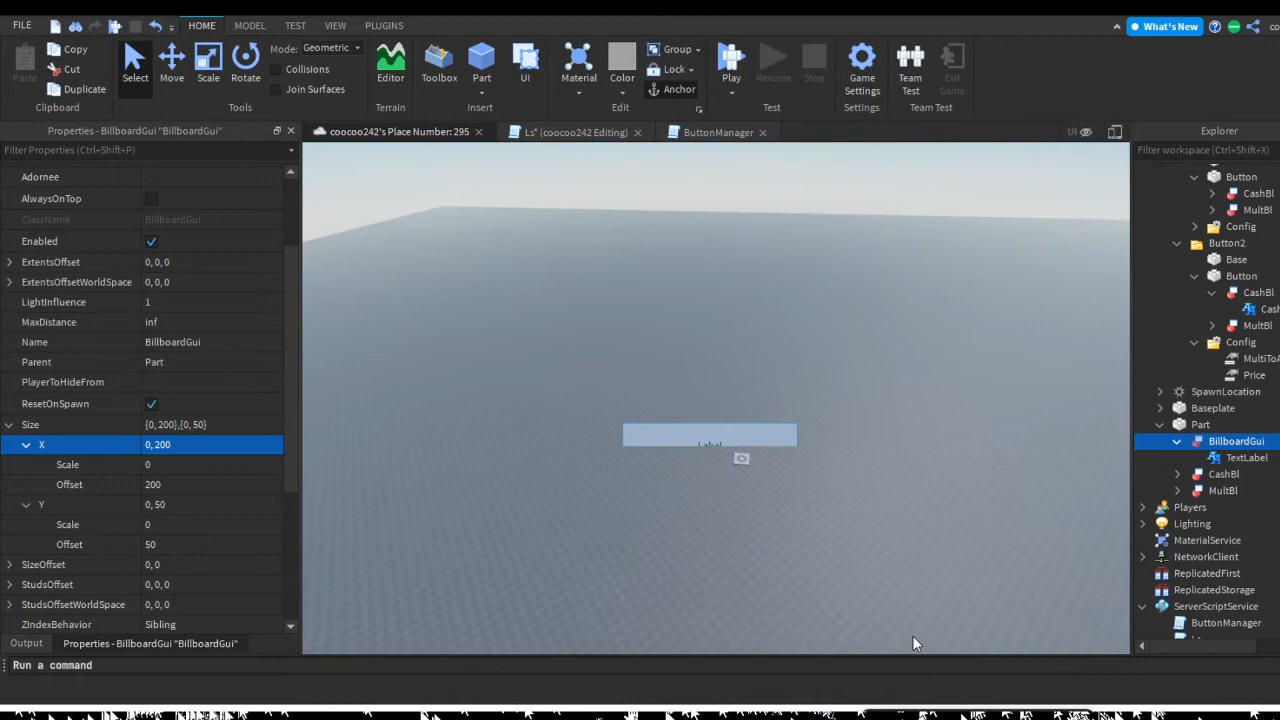 FILE HOME MODEL TEST VIEW PLUGINS What's New co
Paste Copy Cut Duplicate Clipboard
Select Move Scale Rotate Mode: Geometric Collisions Join Surfaces Tools
Editor Terrain
Toolbox Part UI Insert
Material Color Group Lock Anchor Edit
Play Resume Stop Test
Game Settings Settings
Team Test Exit Game Team Test
Properties - BillboardGui "BillboardGui"
coocoo242's Place Number: 295 Ls* (coocoo242 Editing) ButtonManager UI
Filter Properties (Ctrl+Shift+P)
Adornee
AlwaysOnTop
ClassName BillboardGui
Enabled
ExtentsOffset 0, 0, 0
ExtentsOffsetWorldSpace 0, 0, 0
LightInfluence 1
MaxDistance inf
Name BillboardGui
Parent Part
PlayerToHideFrom
ResetOnSpawn
Size {0, 200},{0, 50}
X 0, 200
Scale 0
Offset 200
Y 0, 50
Scale 0
Offset 50
SizeOffset 0, 0
StudsOffset 0, 0, 0
StudsOffsetWorldSpace 0, 0, 0
ZIndexBehavior Sibling
Output Properties - BillboardGui "BillboardGui"
Run a command
Label
Explorer
Filter workspace (Ctrl+Shift+X)
Button
CashBl
MultBl
Config
Button2
Base
Button
CashBl
Cash
MultBl
Config
MultiToA
Price
SpawnLocation
Baseplate
Part
BillboardGui
TextLabel
CashBl
MultBl
Players
Lighting
MaterialService
NetworkClient
ReplicatedFirst
ReplicatedStorage
ServerScriptService
ButtonManager